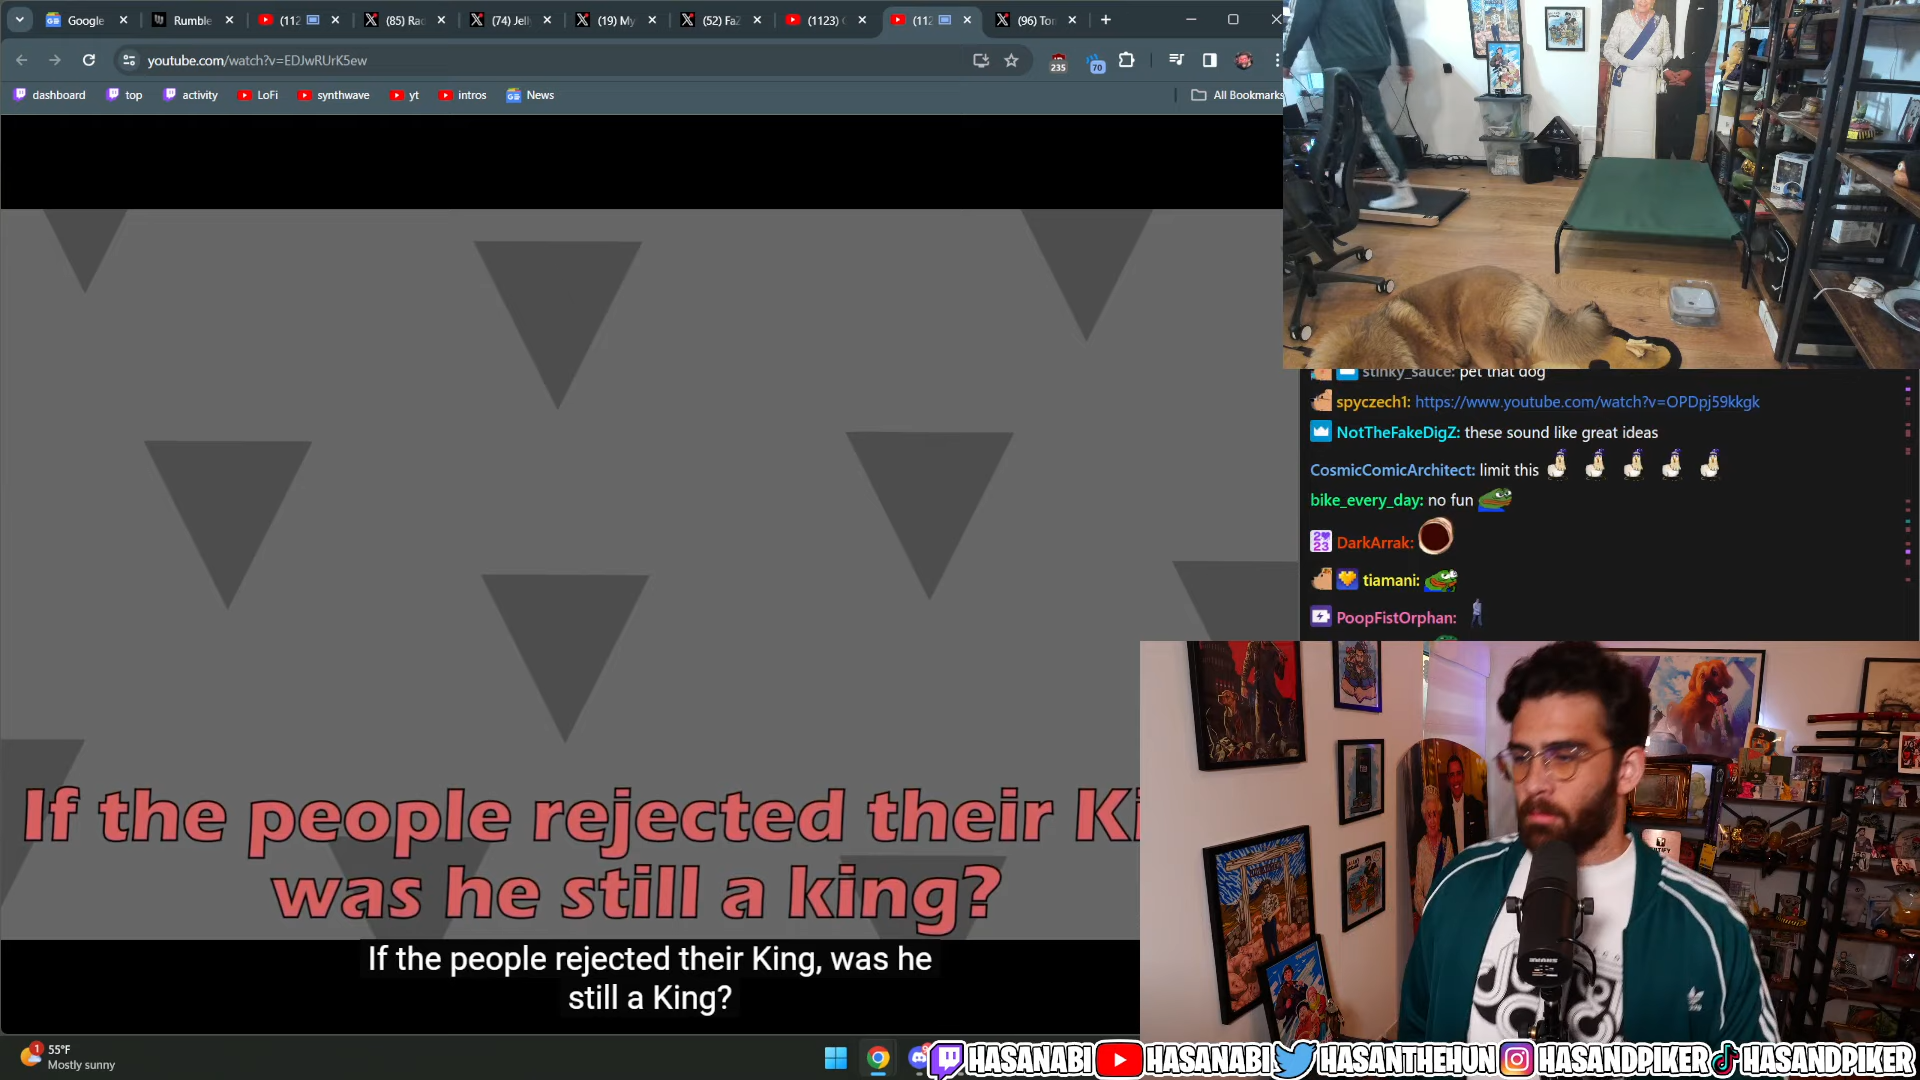 Google
Rumble
(112
(85) Rac
(74) Jell
(19) My
(52) FaZ
(1123)
(112
(96) Tor
youtube.com/watch?v=EDJwRUrK5ew
235
70
dashboard
top
activity
LoFi
synthwave
yt
intros
News
All Bookmarks
stinky_sauce: pet that dog
spyczech1: https://www.youtube.com/watch?v=OPDpj59kkgk
NotTheFakeDigZ: these sound like great ideas
CosmicComicArchitect: limit this
bike_every_day: no fun
DarkArrak:
tiamani:
PoopFistOrphan:
If the people rejected their Ki
was he still a king?
If the people rejected their King, was he
still a King?
1
55°F
Mostly sunny
HASANABI HASANABI HASANTHEHUN HASANDPIKER HASANDPIKER